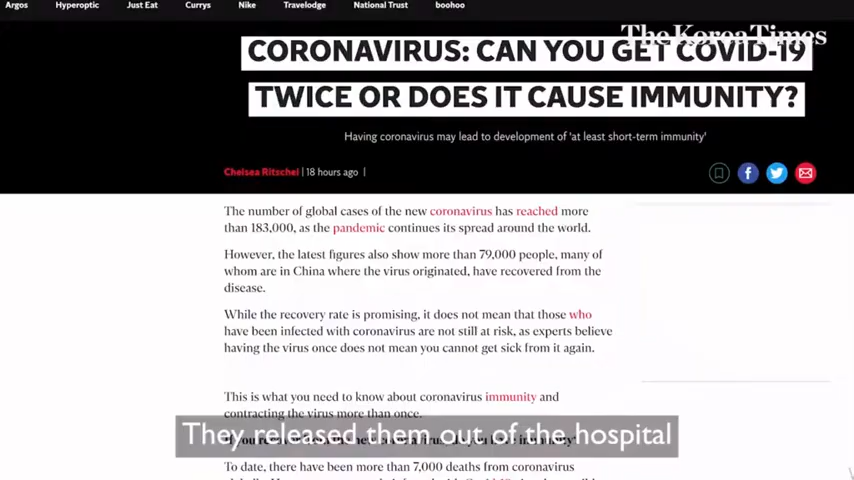 Argos Hyperoptic Just Eat Currys Nike Travelodge National Trust boohoo
The Korea Times
CORONAVIRUS: CAN YOU GET COVID-19
TWICE OR DOES IT CAUSE IMMUNITY?
Having coronavirus may lead to development of 'at least short-term immunity'
Chelsea Ritschel | 18 hours ago |
The number of global cases of the new coronavirus has reached more
than 183,000, as the pandemic continues its spread around the world.
However, the latest figures also show more than 79,000 people, many of
whom are in China where the virus originated, have recovered from the
disease.
While the recovery rate is promising, it does not mean that those who
have been infected with coronavirus are not still at risk, as experts believe
having the virus once does not mean you cannot get sick from it again.
This is what you need to know about coronavirus immunity and
contracting the virus more than once.
They released them out of the hospital
To date, there have been more than 7,000 deaths from coronavirus